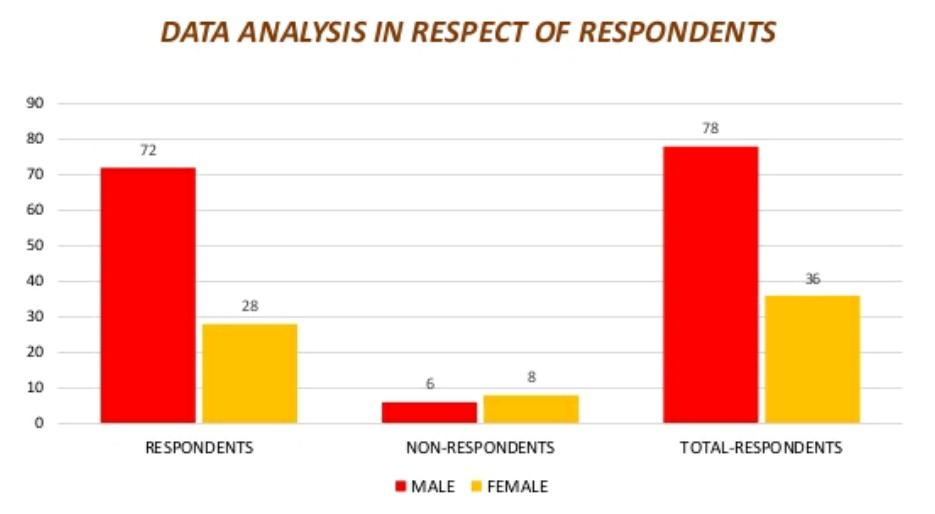 DATA ANALYSIS IN RESPECT OF RESPONDENTS
90
80
70
60
50
40
30
20
10
0
72
28
6
8
78
36
RESPONDENTS
NON-RESPONDENTS
TOTAL-RESPONDENTS
MALE
FEMALE